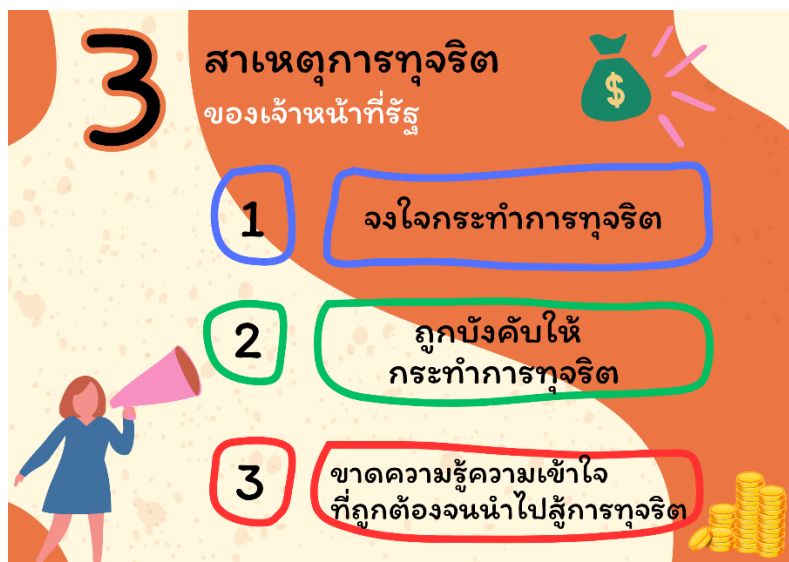 3
สาเหตุการทุจริต
ของเจ้าหน้าที่รัฐ
$
1
จงใจกระทำการทุจริต
2
ถูกบังคับให้
กระทำการทุจริต
3
ขาดความรู้ความเข้าใจ
ที่ถูกต้องจนนำไปสู้การทุจริต